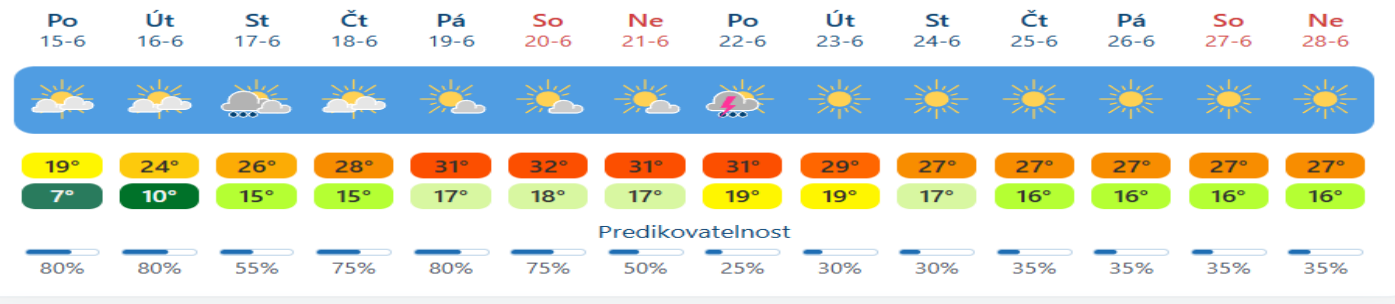 Po Út St Čt Pá So Ne Po Út St Čt Pá So Ne
15-6 16-6 17-6 18-6 19-6 20-6 21-6 22-6 23-6 24-6 25-6 26-6 27-6 28-6
19° 24° 26° 28° 31° 32° 31° 31° 29° 27° 27° 27° 27° 27°
7° 10° 15° 15° 17° 18° 17° 19° 19° 17° 16° 16° 16° 16°
Predikovatelnost
80% 80% 55% 75% 80% 75% 50% 25% 30% 30% 35% 35% 35% 35%